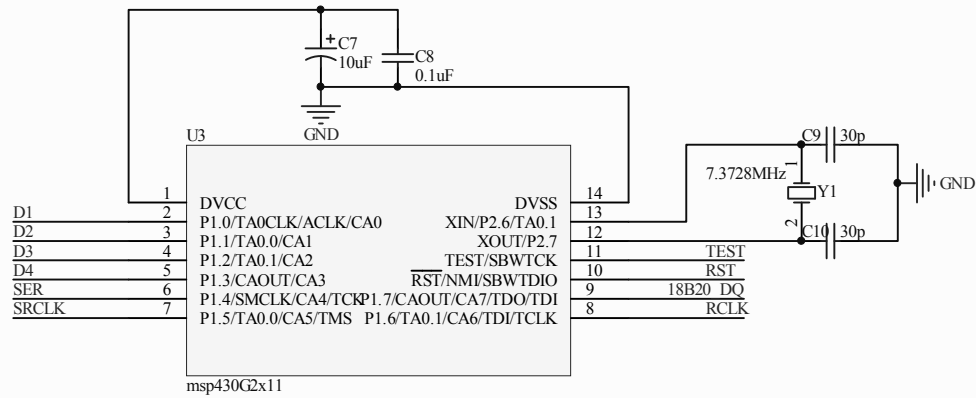 +
C7
10uF
C8
0.1uF
GND
U3
C9 30p
7.3728MHz
1
Y1
2
GND
C10 30p
1 DVCC
DVSS 14
D1 2 P1.0/TA0CLK/ACLK/CA0
XIN/P2.6/TA0.1 13
D2 3 P1.1/TA0.0/CA1
XOUT/P2.7 12
D3 4 P1.2/TA0.1/CA2
TEST/SBWTCK 11 TEST
D4 5 P1.3/CAOUT/CA3
RST/NMI/SBWTDIO 10 RST
SER 6 P1.4/SMCLK/CA4/TCK
P1.7/CAOUT/CA7/TDO/TDI 9 18B20_DQ
SRCLK 7 P1.5/TA0.0/CA5/TMS
P1.6/TA0.1/CA6/TDI/TCLK 8 RCLK
msp430G2x11